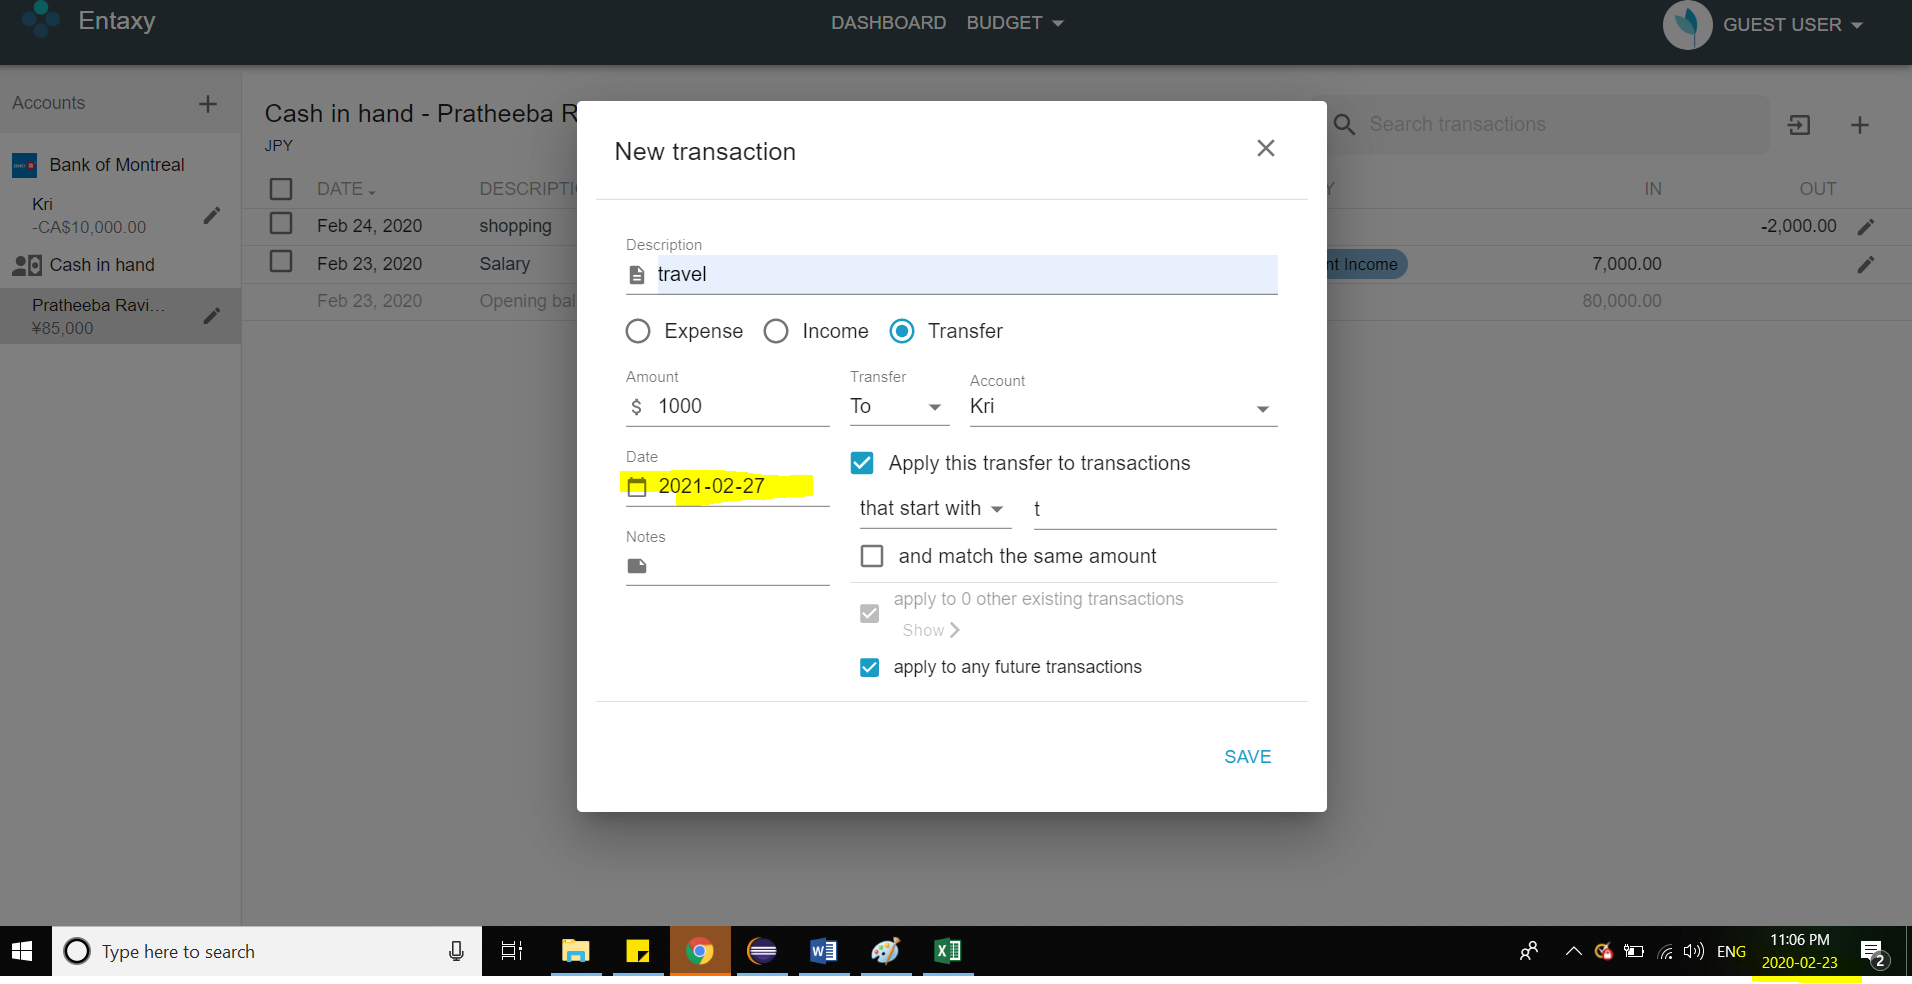 Entaxy
DASHBOARD BUDGET
GUEST USER
Accounts
Bank of Montreal
Kri
-CA$10,000.00
Cash in hand
Pratheeba Ravi...
¥85,000
Cash in hand - Pratheeba R
JPY
Search transactions
DATE DESCRIPTI Y IN OUT
Feb 24, 2020 shopping -2,000.00
Feb 23, 2020 Salary nt Income 7,000.00
Feb 23, 2020 Opening bal 80,000.00
New transaction
Description
travel
Expense Income Transfer
Amount Transfer Account
$ 1000 To Kri
Date
2021-02-27
Apply this transfer to transactions
that start with t
Notes
and match the same amount
apply to 0 other existing transactions
Show
apply to any future transactions
SAVE
Type here to search
ENG
11:06 PM
2020-02-23
2